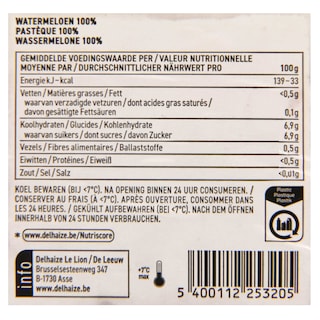 WATERMELOEN 100%
PASTÈQUE 100%
WASSERMELONE 100%
GEMIDDELDE VOEDINGSWAARDE PER / VALEUR NUTRITIONNELLE
MOYENNE PAR / DURCHSCHNITTLICHER NÄHRWERT PRO 100g
Energie kJ – kcal 139 – 33
Vetten / Matières grasses / Fett <0,5g
waarvan verzadigde vetzuren / dont acides gras saturés /
davon gesättigte Fettsäuren 0,1g
Koolhydraten / Glucides / Kohlenhydrate 6,9g
waarvan suikers / dont sucres / davon Zucker 6,9g
Vezels / Fibres alimentaires / Ballaststoffe 0,5g
Eiwitten / Protéines / Eiweiß <0,5g
Zout / Sel / Salz <0,01g
KOEL BEWAREN (BIJ <7°C). NA OPENING BINNEN 24 UUR CONSUMEREN. /
CONSERVER AU FRAIS (À <7°C). APRÈS OUVERTURE, CONSOMMER DANS
LES 24 HEURES. / GEKÜHLT AUFBEWAHREN (BEI <7°C). NACH DEM ÖFFNEN
INNERHALB VON 24 STUNDEN VERBRAUCHEN.
Plastic
Plastique
Plastik
*www.delhaize.be/Nutriscore
info
Delhaize Le Lion / De Leeuw
Brusselsesteenweg 347
B-1730 Asse
www.delhaize.be
+7°C
max
5 400112 253205